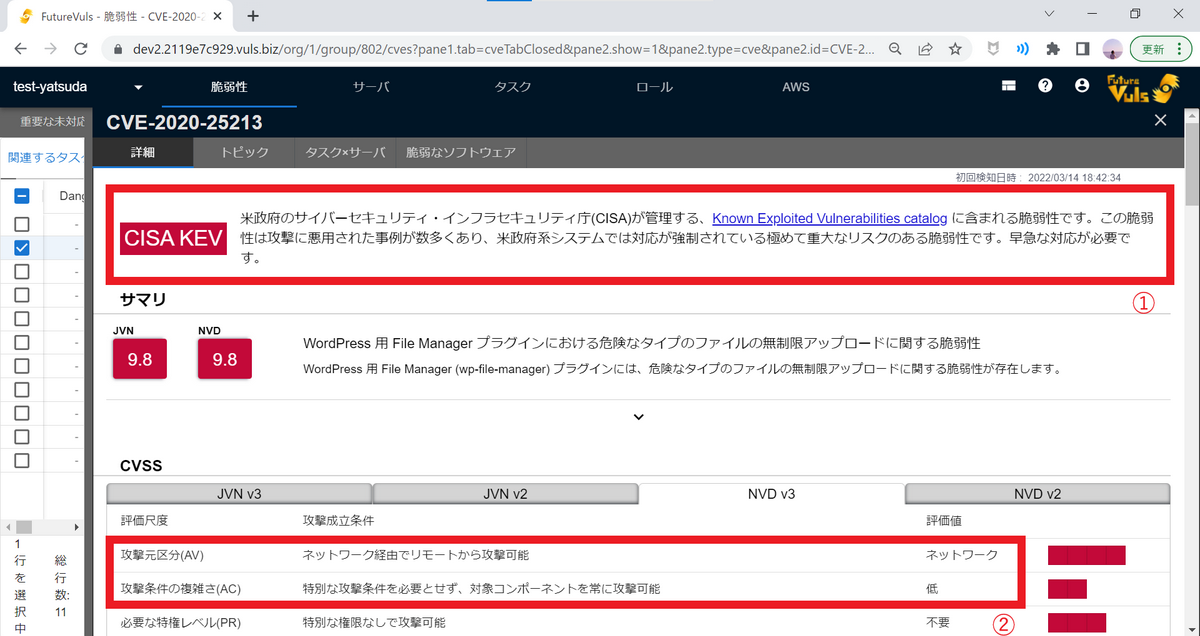 FutureVuls - 脆弱性 - CVE-2020-2
dev2.2119e7c929.vuls.biz/org/1/group/802/cves?pane1.tab=cveTabClosed&pane2.show=1&pane2.type=cve&pane2.id=CVE-2...
更新
test-yatsuda 脆弱性 サーバ タスク ロール AWS Future Vuls
重要な未対応
CVE-2020-25213
関連するタスク
詳細 トピック タスク×サーバ 脆弱なソフトウェア
初回検知日時 : 2022/03/14 18:42:34
Dang
CISA KEV
米政府のサイバーセキュリティ・インフラセキュリティ庁(CISA)が管理する、Known Exploited Vulnerabilities catalog に含まれる脆弱性です。この脆弱
性は攻撃に悪用された事例が数多くあり、米政府系システムでは対応が強制されている極めて重大なリスクのある脆弱性です。早急な対応が必要で
す。
①
サマリ
JVN NVD
9.8 9.8
WordPress 用 File Manager プラグインにおける危険なタイプのファイルの無制限アップロードに関する脆弱性
WordPress 用 File Manager (wp-file-manager) プラグインには、危険なタイプのファイルの無制限アップロードに関する脆弱性が存在します。
CVSS
JVN v3 JVN v2 NVD v3 NVD v2
評価尺度 攻撃成立条件 評価値
攻撃元区分(AV) ネットワーク経由でリモートから攻撃可能 ネットワーク
攻撃条件の複雑さ(AC) 特別な攻撃条件を必要とせず、対象コンポーネントを常に攻撃可能 低
必要な特権レベル(PR) 特別な権限なしで攻撃可能 不要
②
1
行
を
選
択
中
総
行
数:
11